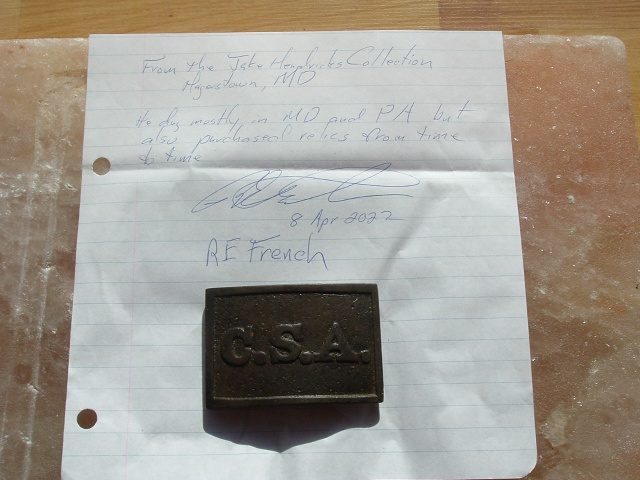 From the Jake Hendricks Collection
Hagerstown, MD
He dug mostly in MD and PA but
also purchased relics from time
to time
8 Apr 2022
RE French
C.S.A.